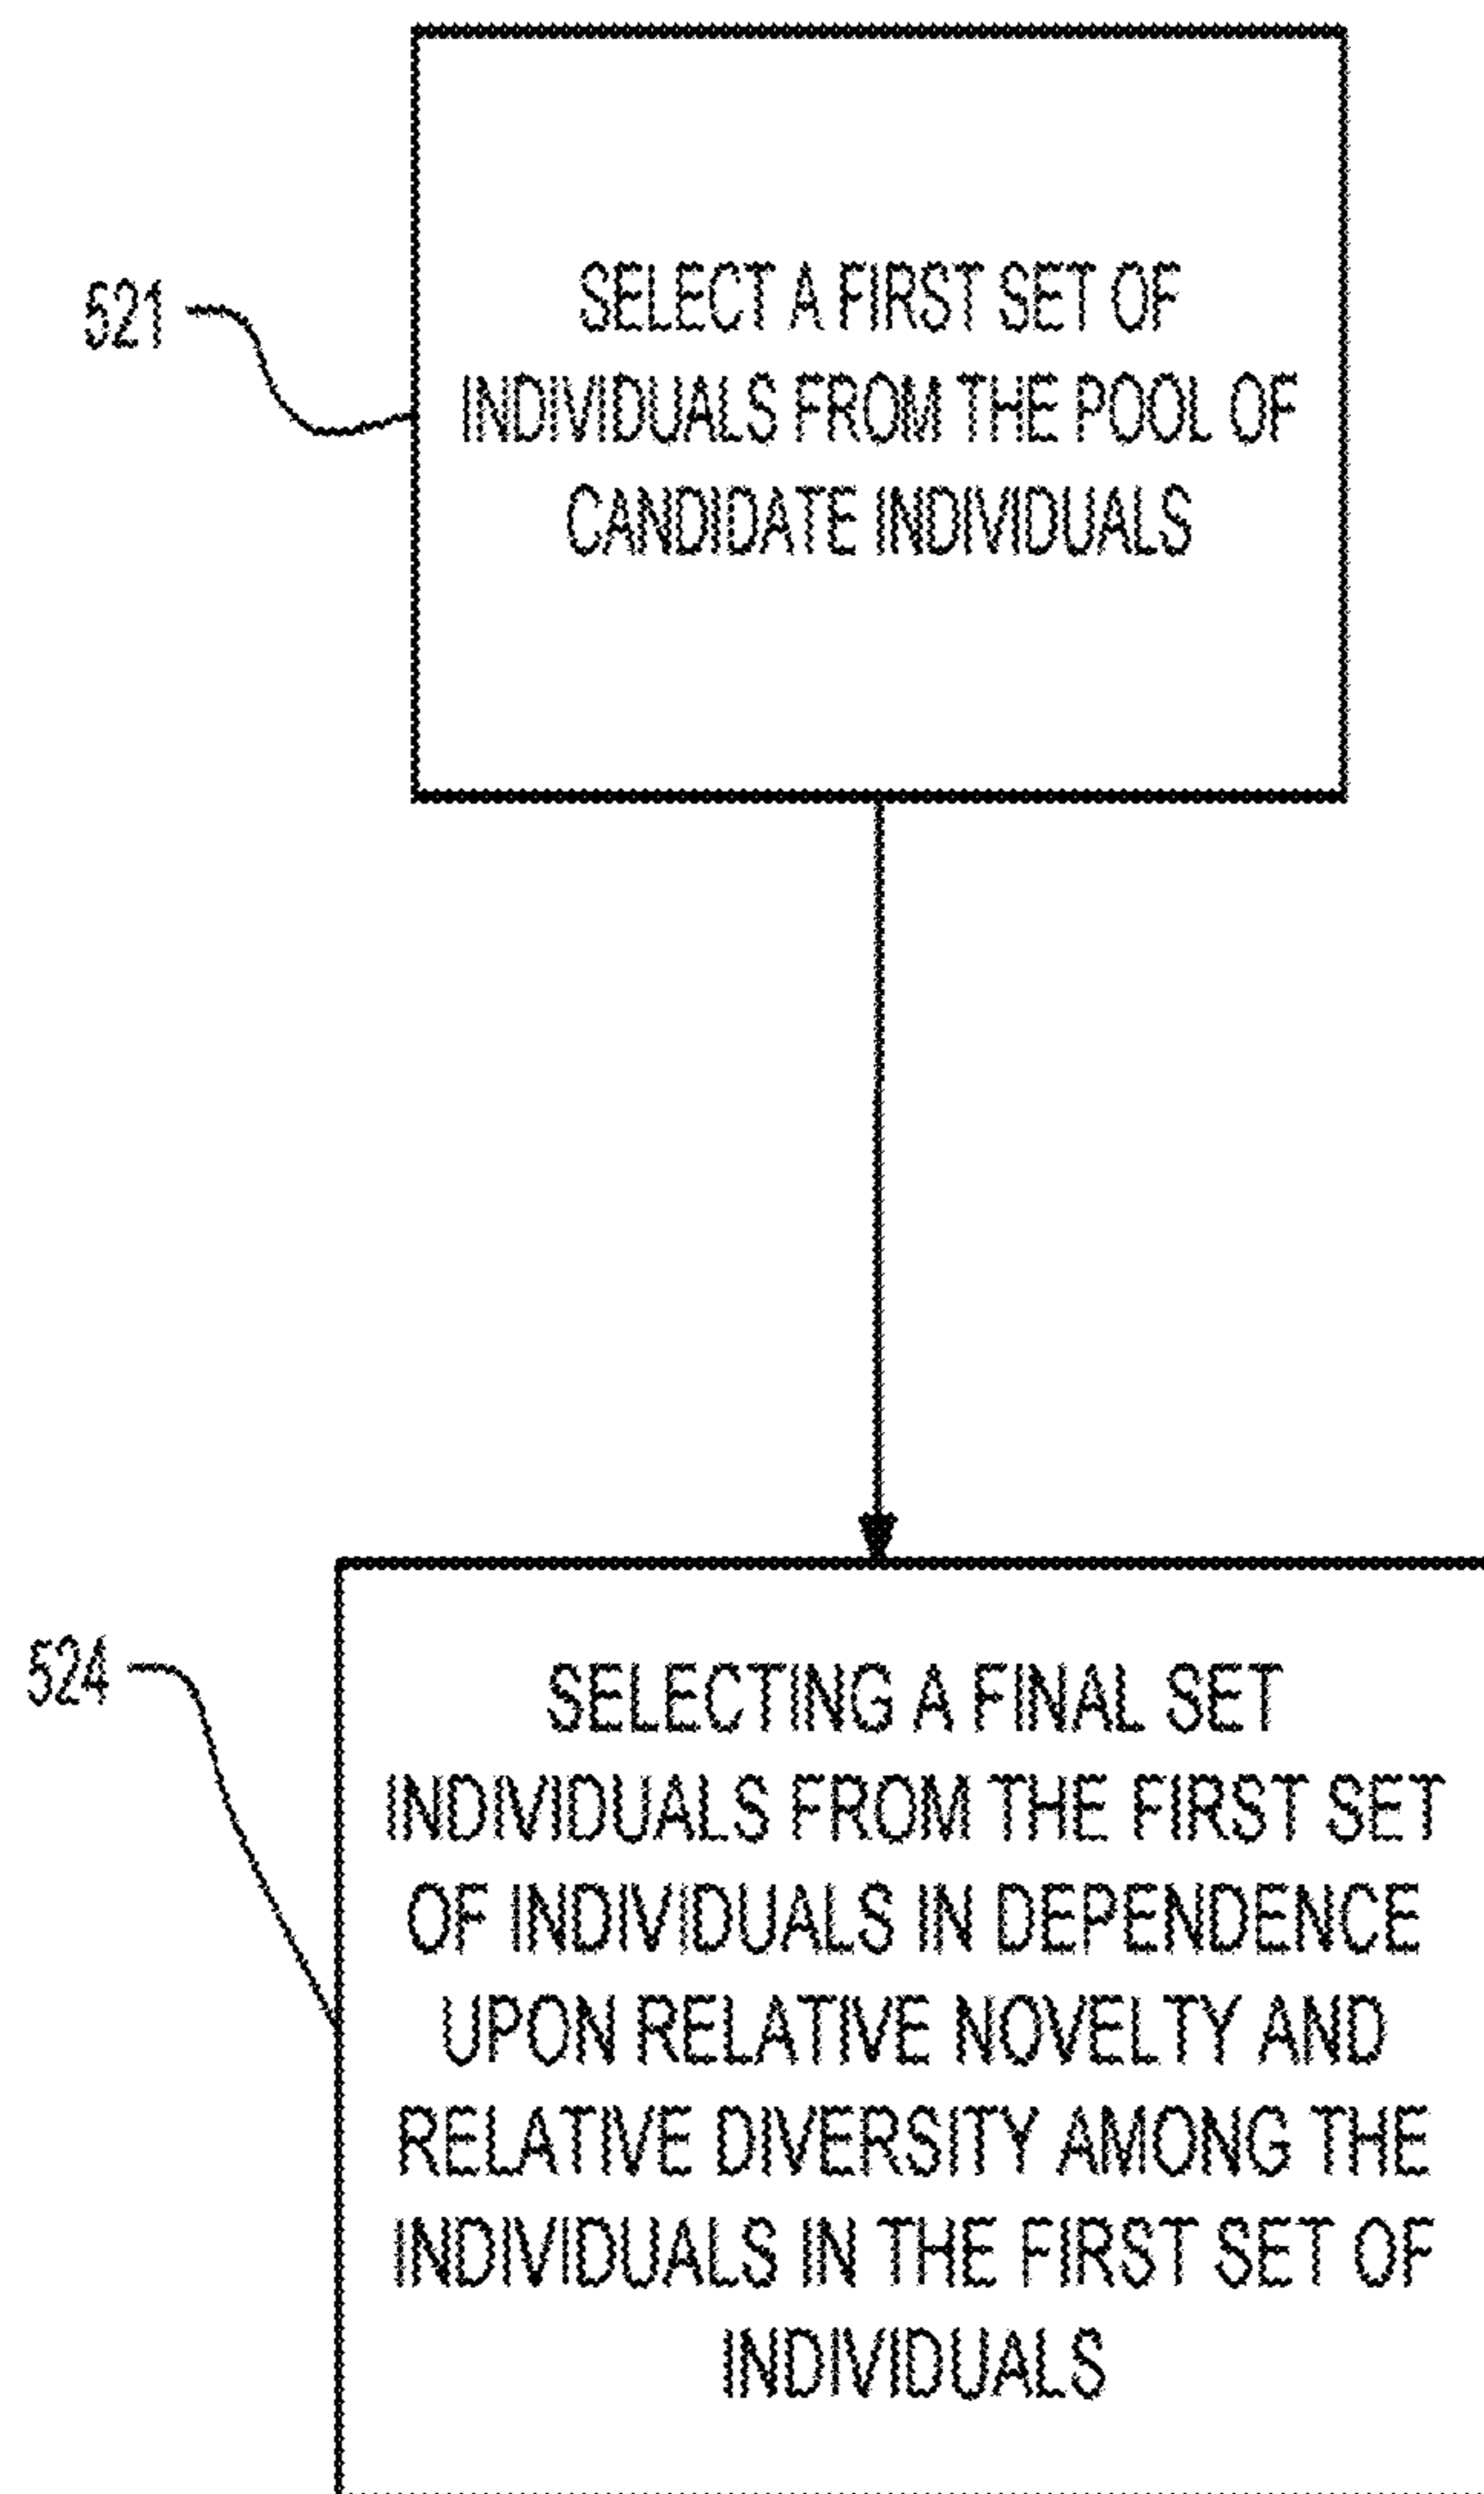 521
SELECT A FIRST SET OF
INDIVIDUALS FROM THE POOL OF
CANDIDATE INDIVIDUALS
524
SELECTING A FINAL SET
INDIVIDUALS FROM THE FIRST SET
OF INDIVIDUALS IN DEPENDENCE
UPON RELATIVE NOVELTY AND
RELATIVE DIVERSITY AMONG THE
INDIVIDUALS IN THE FIRST SET OF
INDIVIDUALS